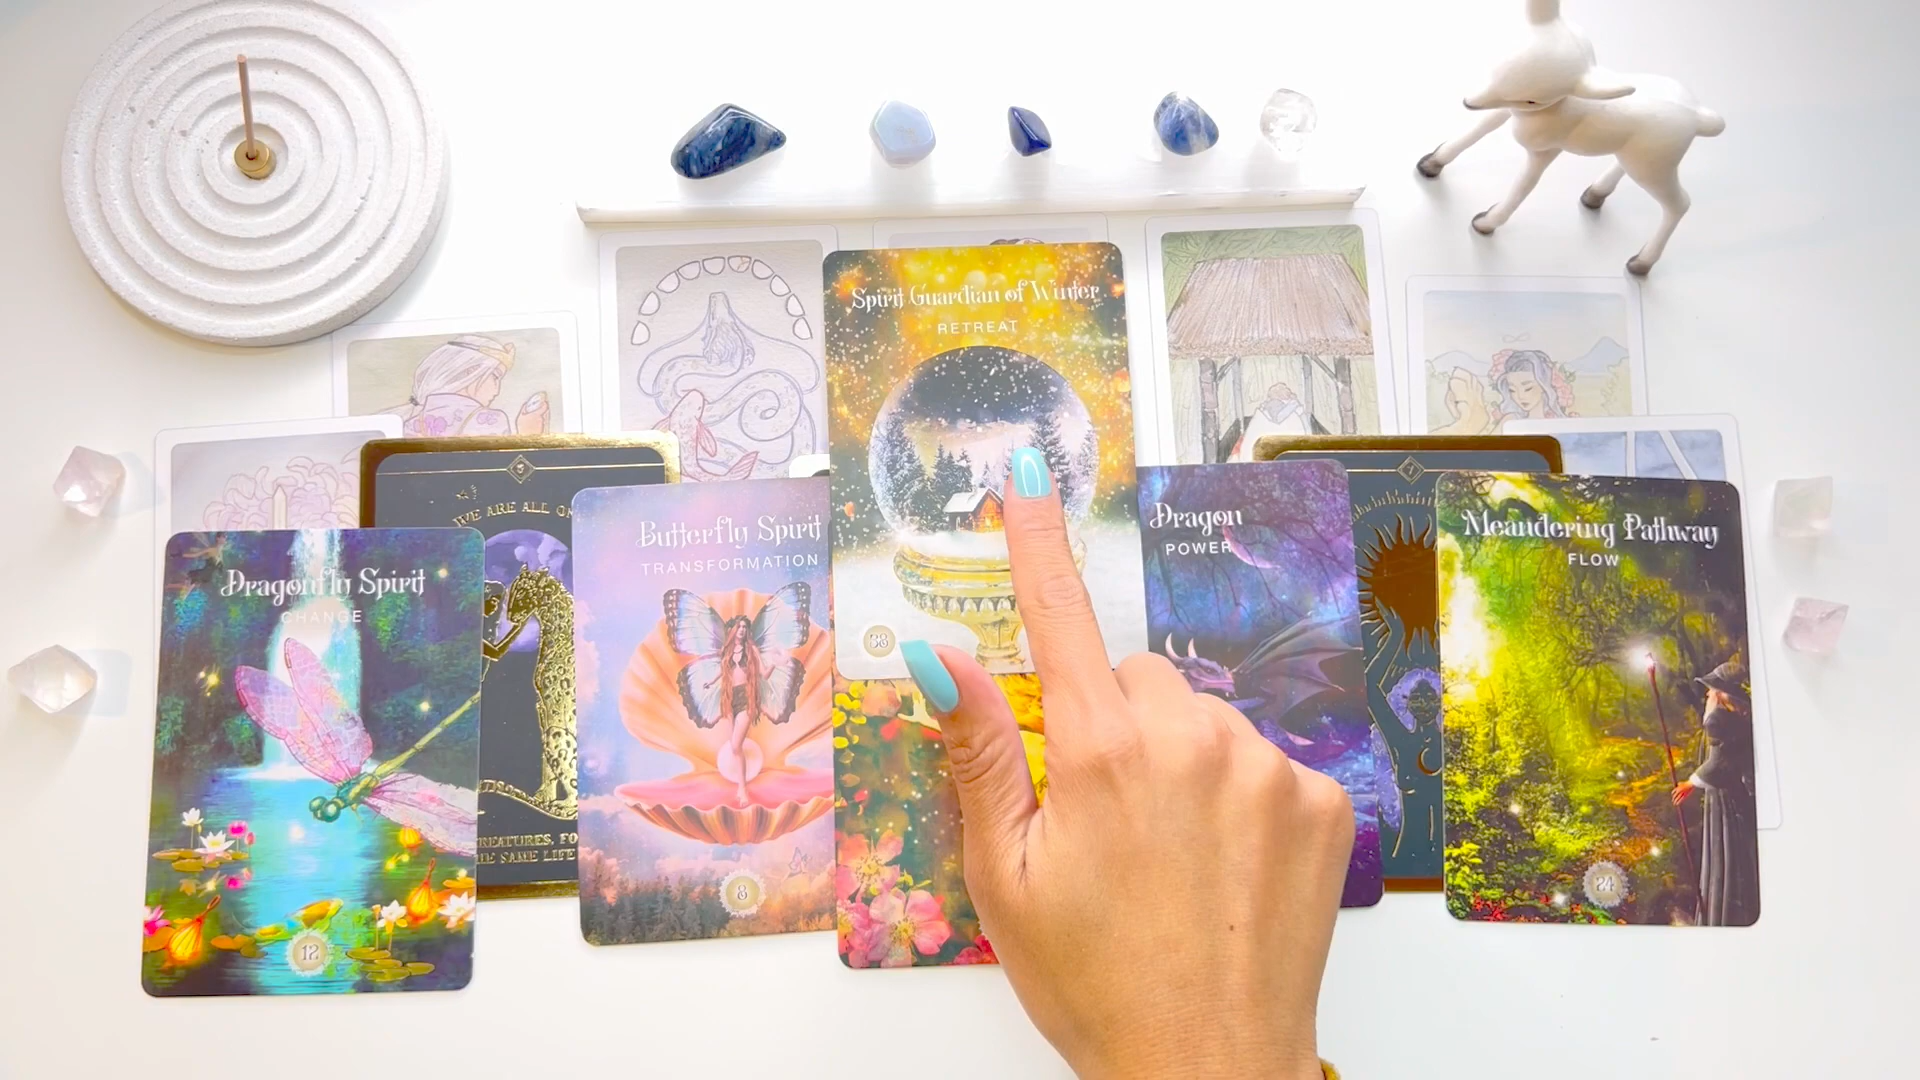 Spirit Guardian of Winter
RETREAT
38
WE ARE ALL
CREATURES, FO
THE SAME LIFE
Dragonfly Spirit
CHANGE
12
Butterfly Spirit
TRANSFORMATION
8
Dragon
POWER
Meandering Pathway
FLOW
24